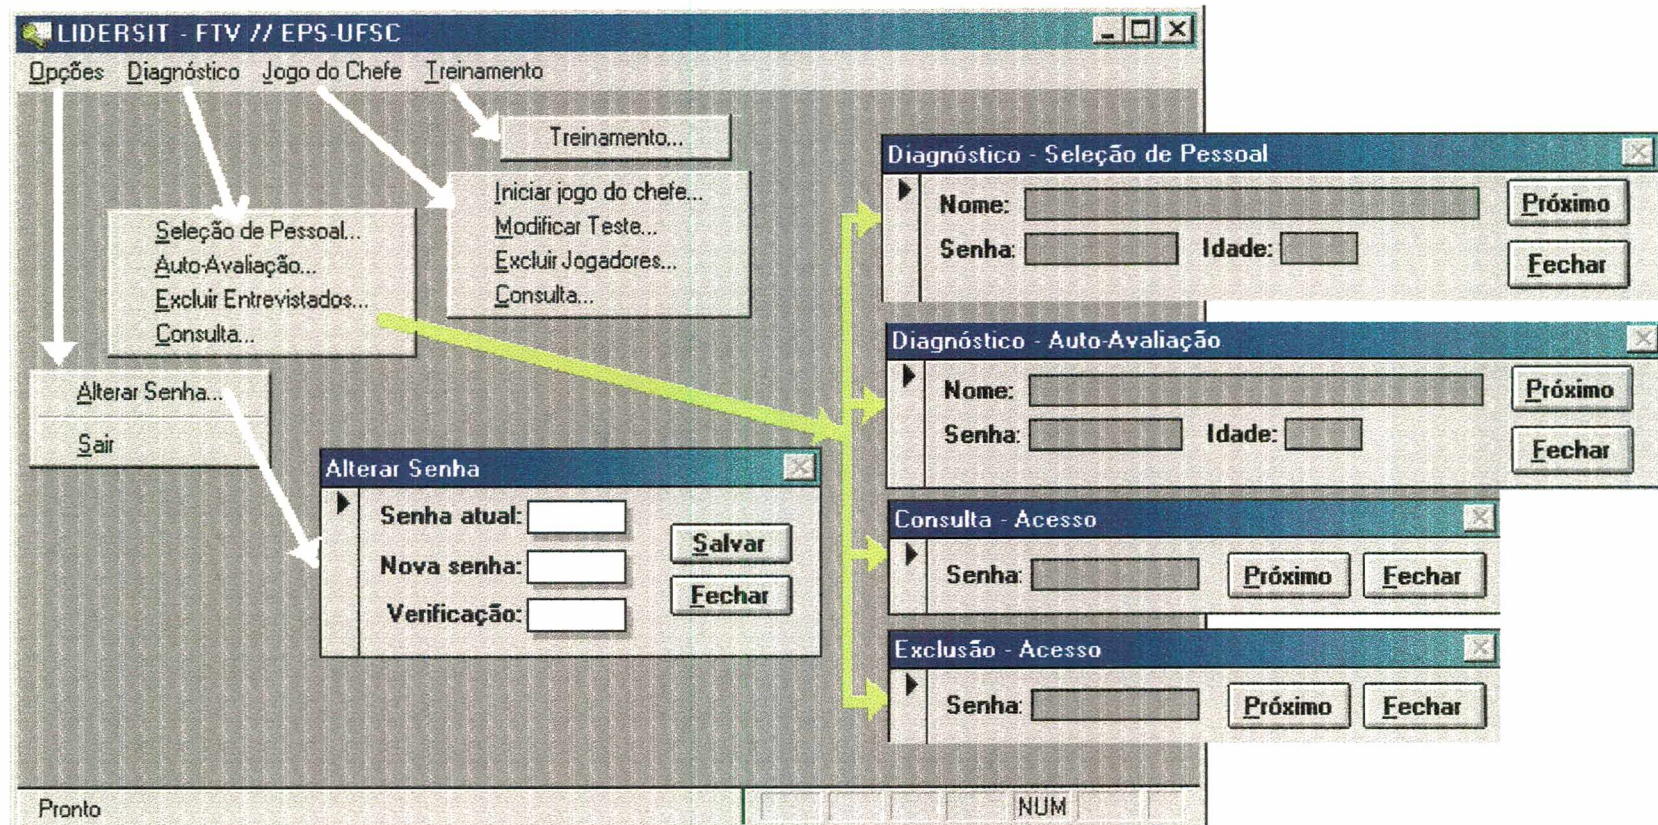 LIDERSIT - FTV // EPS-UFSC
Opções Diagnóstico Jogo do Chefe Treinamento
Treinamento...
Iniciar jogo do chefe...
Modificar Teste...
Excluir Jogadores...
Consulta...
Seleção de Pessoal...
Auto-Avaliação...
Excluir Entrevistados...
Consulta...
Alterar Senha...
Sair
Alterar Senha
Senha atual:
Nova senha:
Verificação:
Salvar
Fechar
Diagnóstico - Seleção de Pessoal
Nome:
Próximo
Senha: Idade:
Fechar
Diagnóstico - Auto-Avaliação
Nome:
Próximo
Senha: Idade:
Fechar
Consulta - Acesso
Senha: Próximo Fechar
Exclusão - Acesso
Senha: Próximo Fechar
Pronto NUM